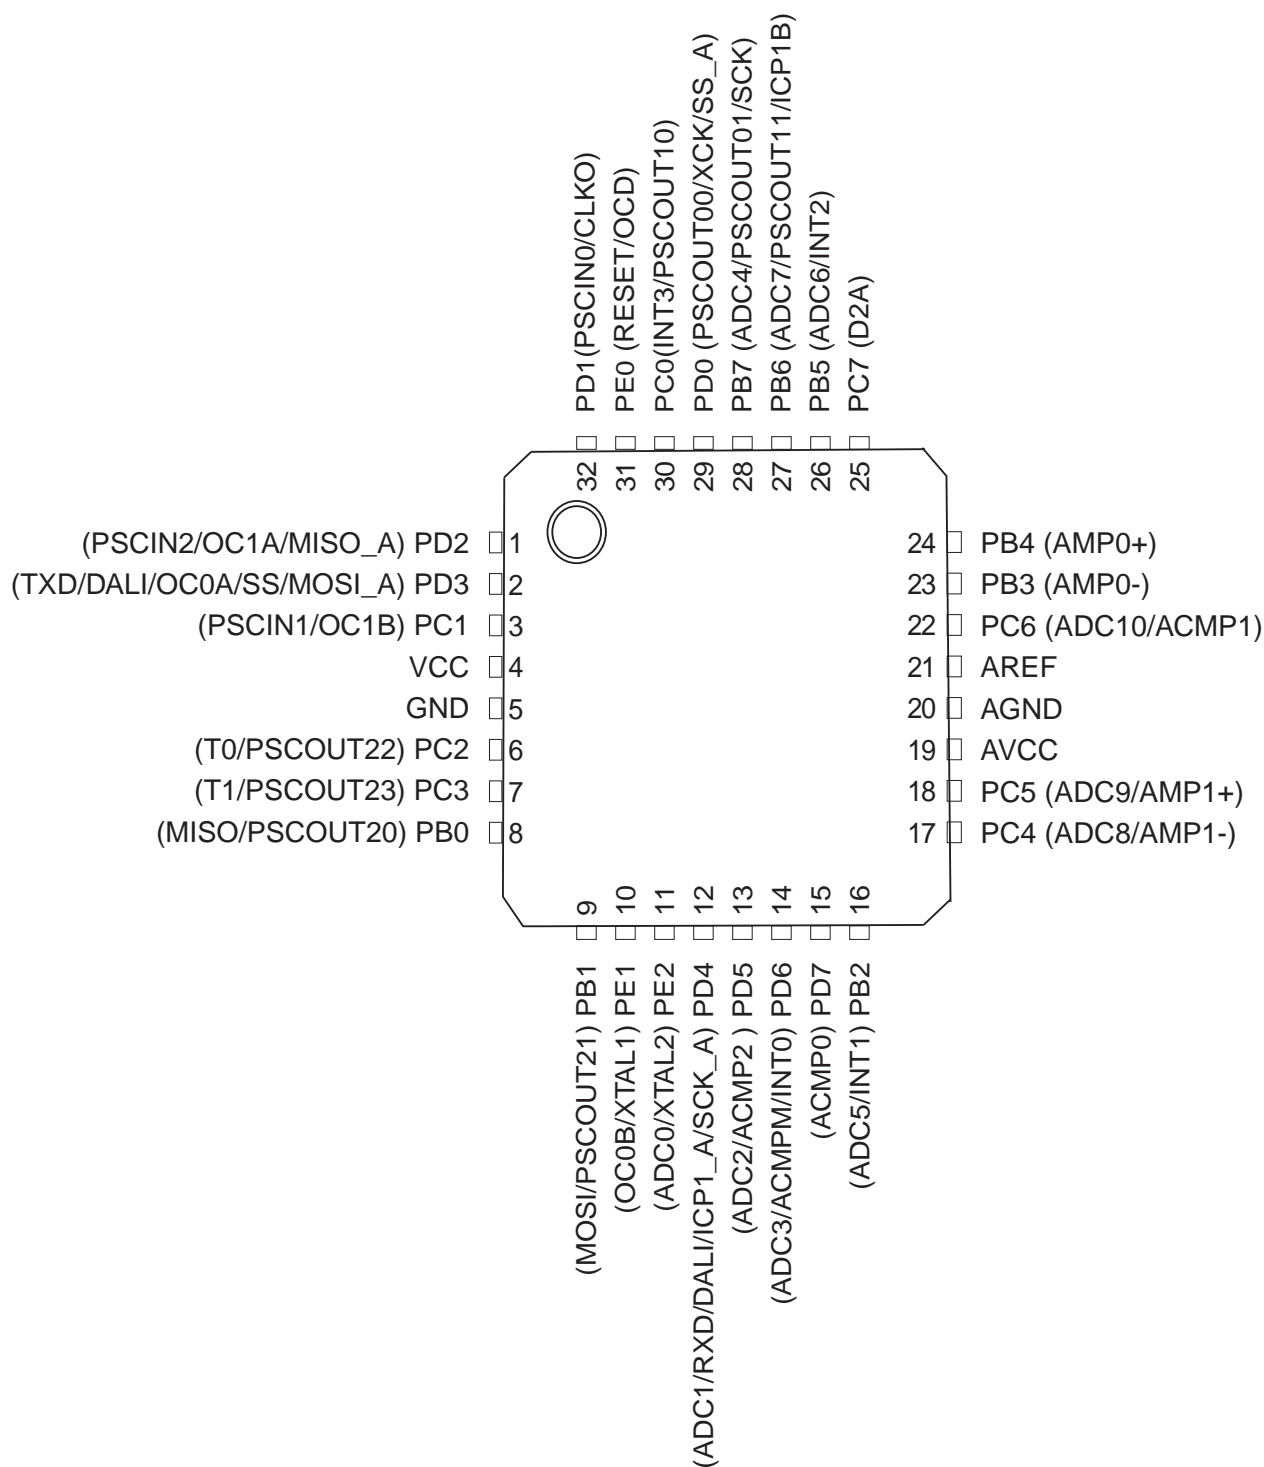 PD1(PSCIN0/CLKO)
PE0 (RESET/OCD)
PC0(INT3/PSCOUT10)
PD0 (PSCOUT00/XCK/SS_A)
PB7 (ADC4/PSCOUT01/SCK)
PB6 (ADC7/PSCOUT11/ICP1B)
PB5 (ADC6/INT2)
PC7 (D2A)
32
31
30
29
28
27
26
25
(PSCIN2/OC1A/MISO_A) PD2 1
(TXD/DALI/OC0A/SS/MOSI_A) PD3 2
(PSCIN1/OC1B) PC1 3
VCC 4
GND 5
(T0/PSCOUT22) PC2 6
(T1/PSCOUT23) PC3 7
(MISO/PSCOUT20) PB0 8
24 PB4 (AMP0+)
23 PB3 (AMP0-)
22 PC6 (ADC10/ACMP1)
21 AREF
20 AGND
19 AVCC
18 PC5 (ADC9/AMP1+)
17 PC4 (ADC8/AMP1-)
9
10
11
12
13
14
15
16
(MOSI/PSCOUT21) PB1
(OC0B/XTAL1) PE1
(ADC0/XTAL2) PE2
(ADC1/RXD/DALI/ICP1_A/SCK_A) PD4
(ADC2/ACMP2 ) PD5
(ADC3/ACMPM/INT0) PD6
(ACMP0) PD7
(ADC5/INT1) PB2